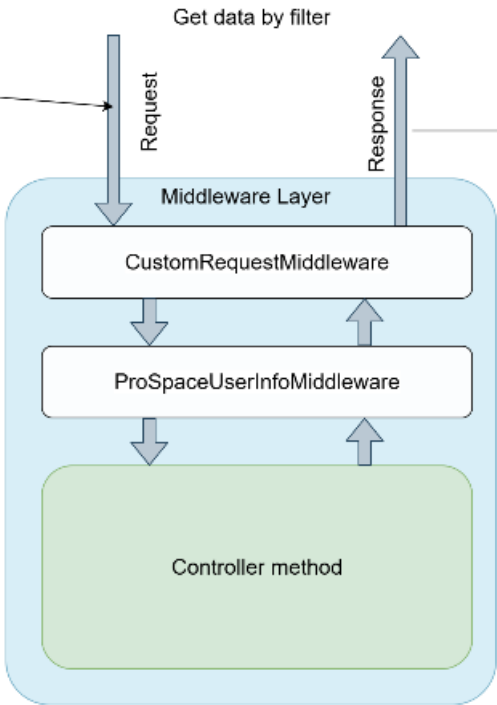 Get data by filter
Request
Response
Middleware Layer
CustomRequestMiddleware
ProSpaceUserInfoMiddleware
Controller method